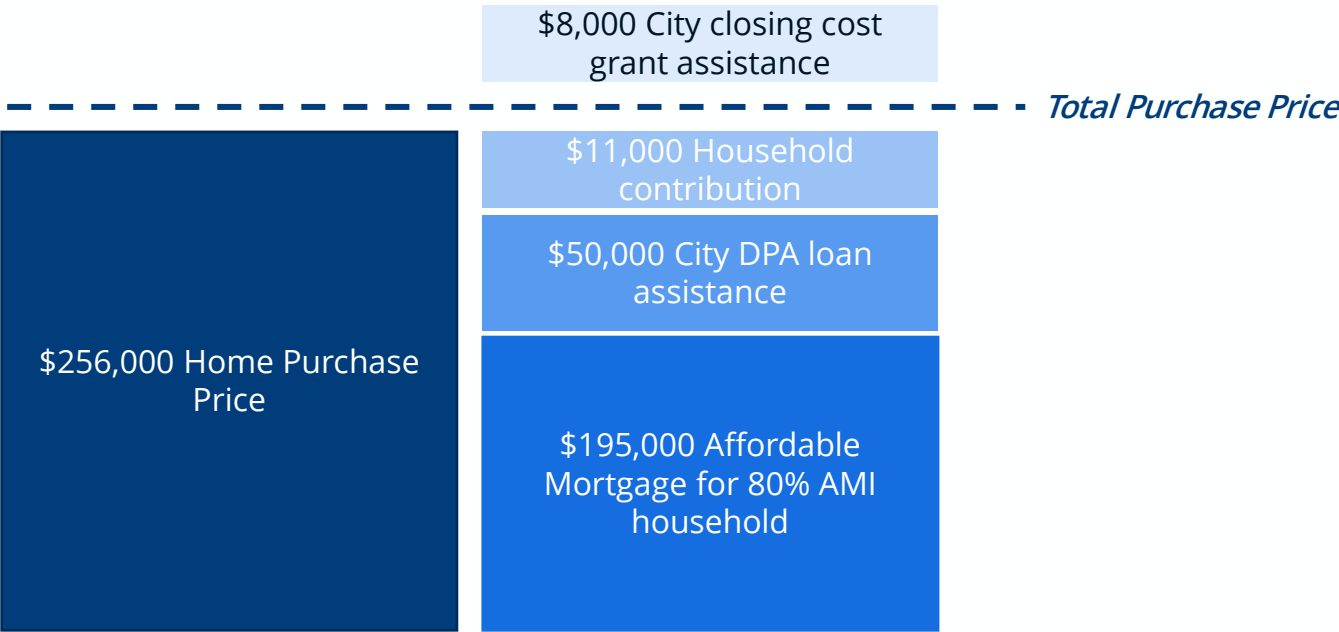 $8,000 City closing cost
grant assistance
Total Purchase Price
$11,000 Household
contribution
$50,000 City DPA loan
assistance
$256,000 Home Purchase
Price
$195,000 Affordable
Mortgage for 80% AMI
household